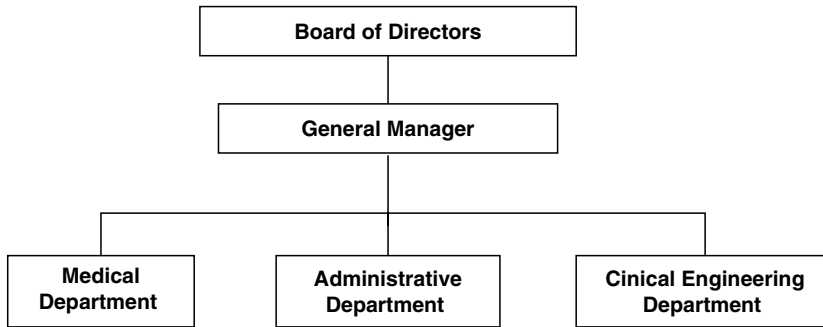 Board of Directors
General Manager
Medical
Department
Administrative
Department
Cinical Engineering
Department